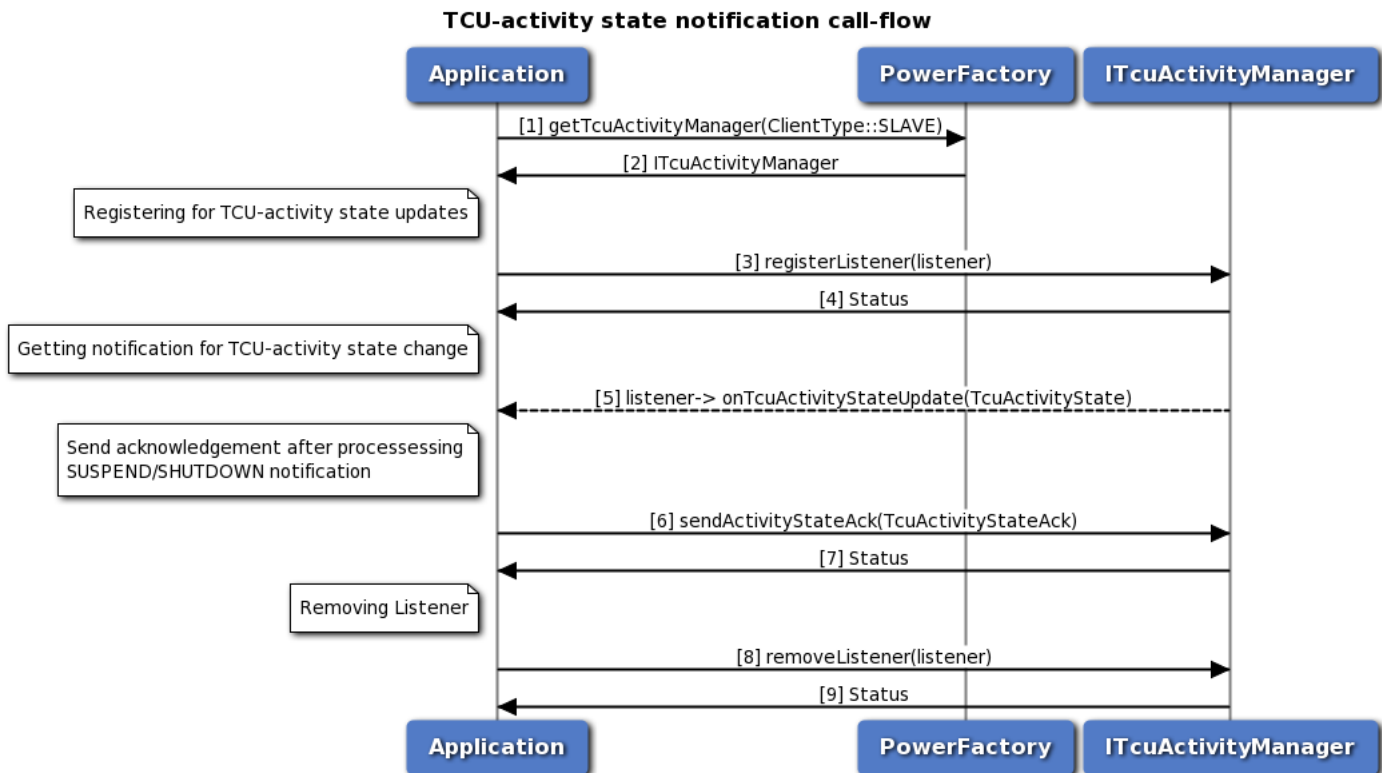 TCU-activity state notification call-flow
Application
PowerFactory
ITcuActivityManager
[1] getTcuActivityManager(ClientType::SLAVE)
[2] ITcuActivityManager
Registering for TCU-activity state updates
[3] registerListener(listener)
[4] Status
Getting notification for TCU-activity state change
[5] listener-> onTcuActivityStateUpdate(TcuActivityState)
Send acknowledgement after processessing
SUSPEND/SHUTDOWN notification
[6] sendActivityStateAck(TcuActivityStateAck)
[7] Status
Removing Listener
[8] removeListener(listener)
[9] Status
Application
PowerFactory
ITcuActivityManager